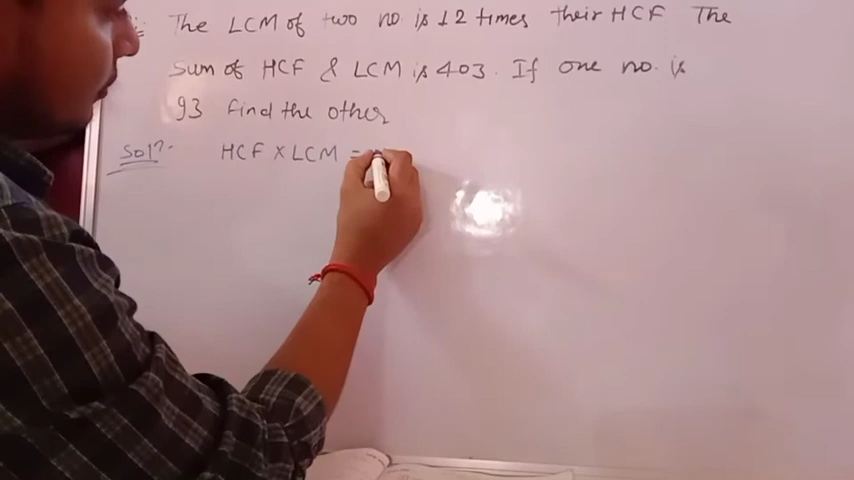 The LCM of two no is 12 times their HCF The
Sum of HCF & LCM is 403. If one no. is
93 find the other
Soln. HCF X LCM =